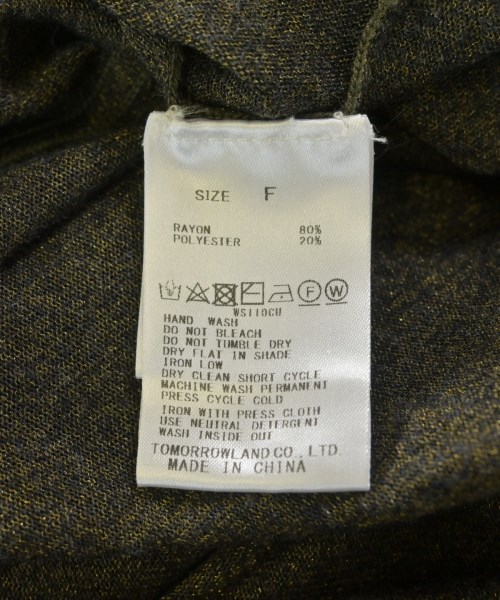 SIZE F
RAYON 80%
POLYESTER 20%
F W
WS110CU
HAND WASH
DO NOT BLEACH
DO NOT TUMBLE DRY
DRY FLAT IN SHADE
IRON LOW
DRY CLEAN SHORT CYCLE
MACHINE WASH PERMANENT
PRESS CYCLE COLD
IRON WITH PRESS CLOTH
USE NEUTRAL DETERGENT
WASH INSIDE OUT
TOMORROWLAND CO., LTD.
MADE IN CHINA